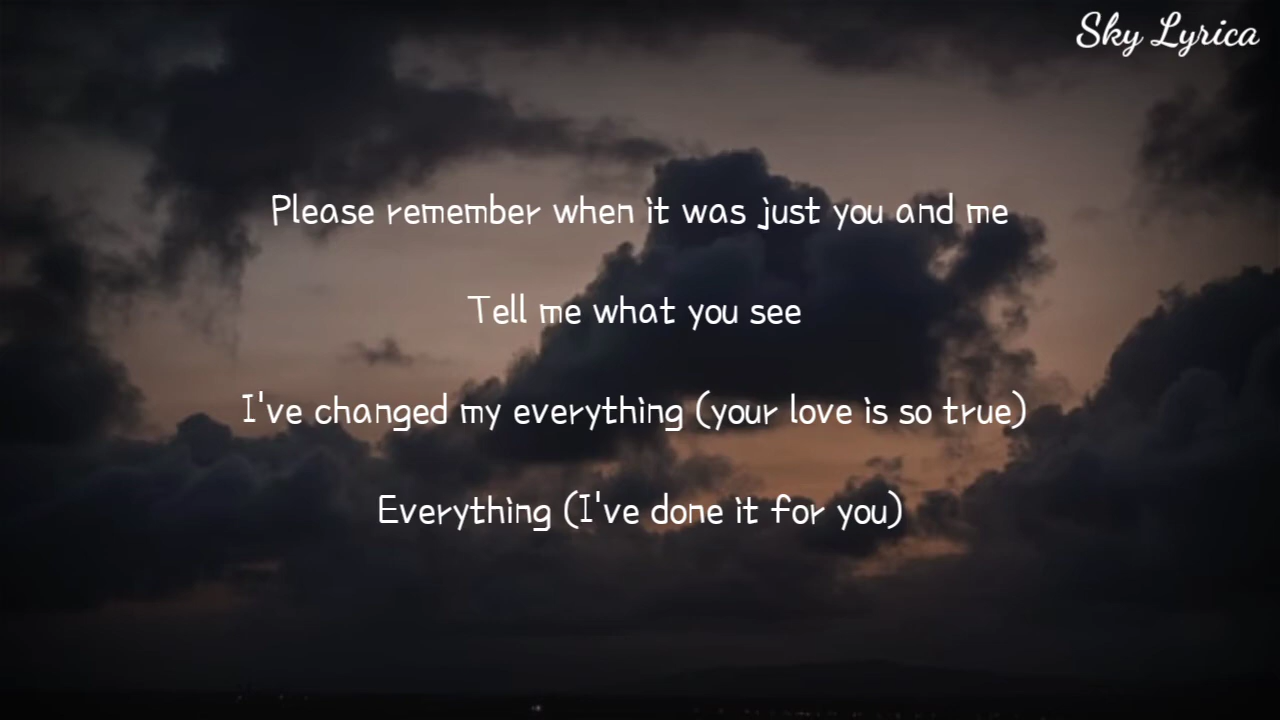 Sky Lyrica
Please remember when it was just you and me
Tell me what you see
I've changed my everything (your love is so true)
Everything (I've done it for you)